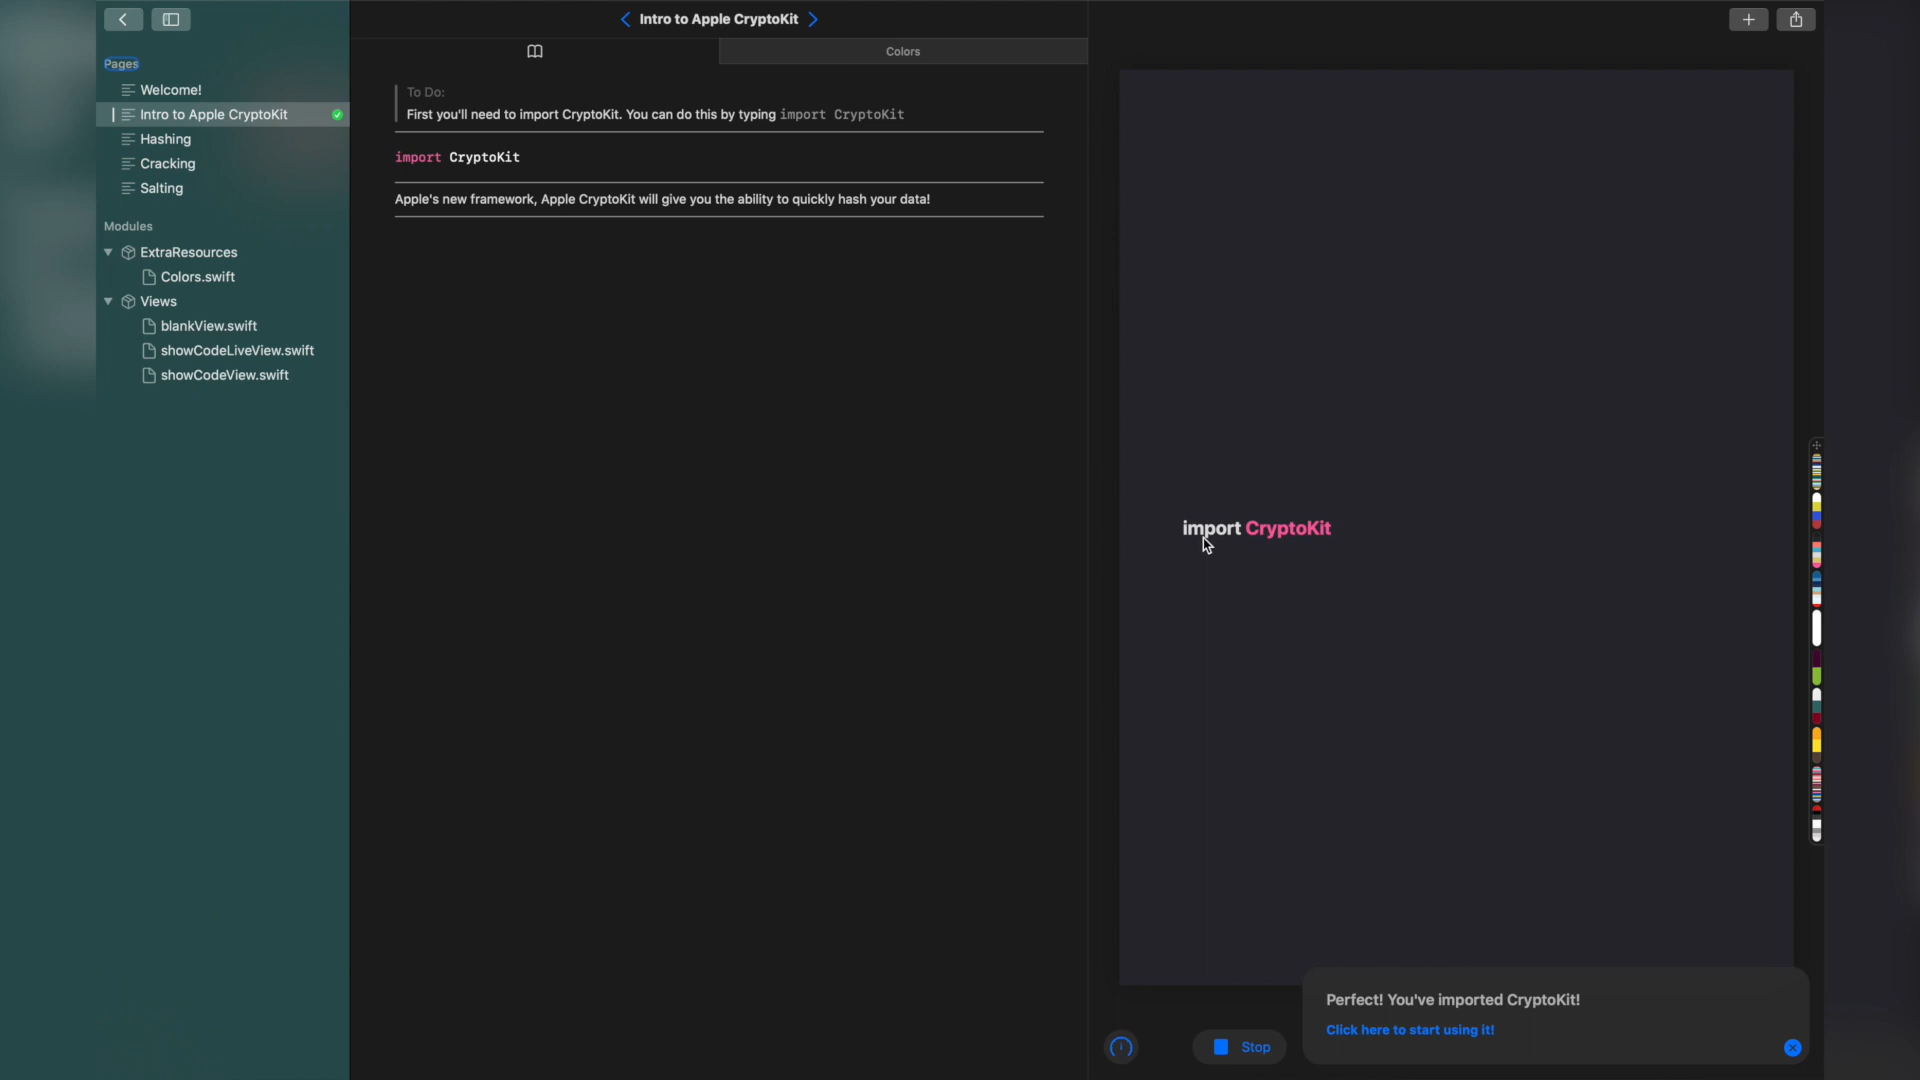 Intro to Apple CryptoKit
Pages
Welcome!
Intro to Apple CryptoKit
Hashing
Cracking
Salting
Modules
ExtraResources
Colors.swift
Views
blankView.swift
showCodeLiveView.swift
showCodeView.swift
Colors
To Do:
First you'll need to import CryptoKit. You can do this by typing import CryptoKit
import CryptoKit
Apple's new framework, Apple CryptoKit will give you the ability to quickly hash your data!
import CryptoKit
Perfect! You've imported CryptoKit!
Click here to start using it!
Stop